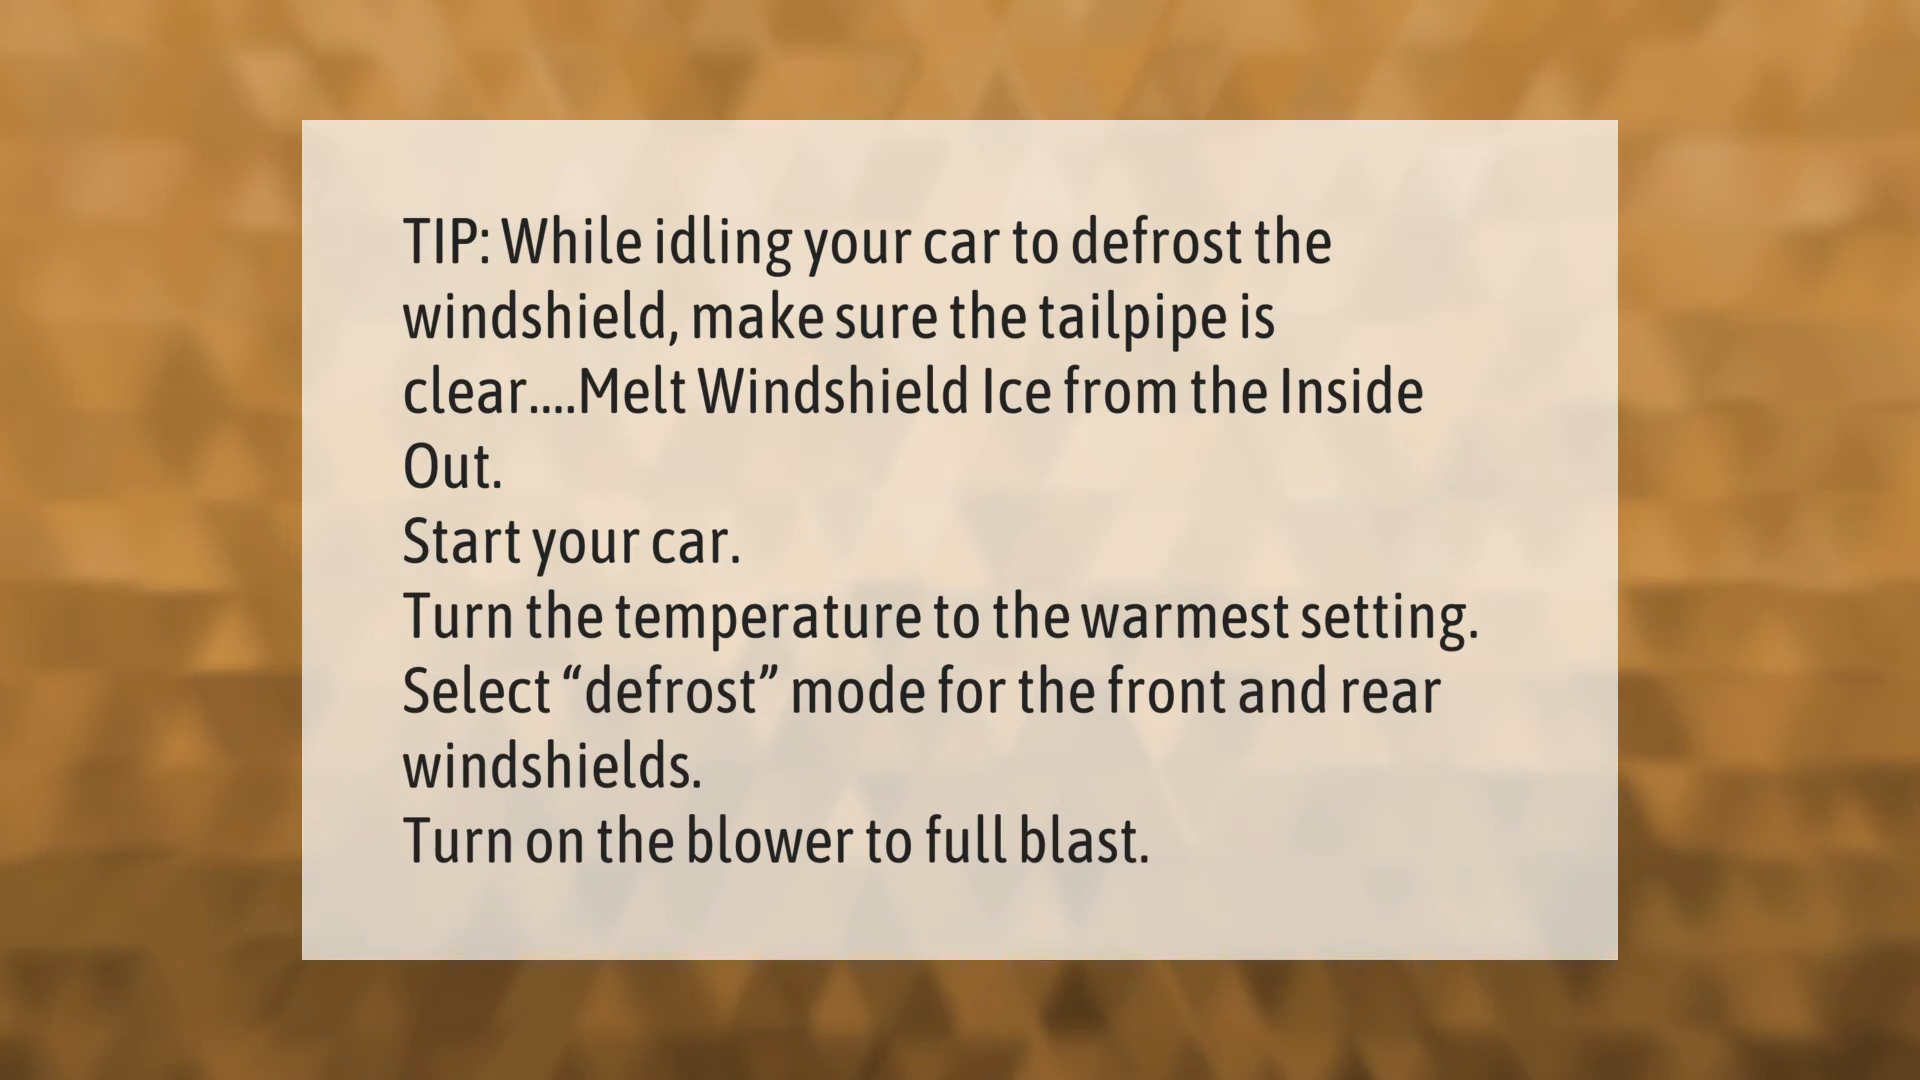 TIP: While idling your car to defrost the
windshield, make sure the tailpipe is
clear....Melt Windshield Ice from the Inside
Out.
Start your car.
Turn the temperature to the warmest setting.
Select “defrost” mode for the front and rear
windshields.
Turn on the blower to full blast.